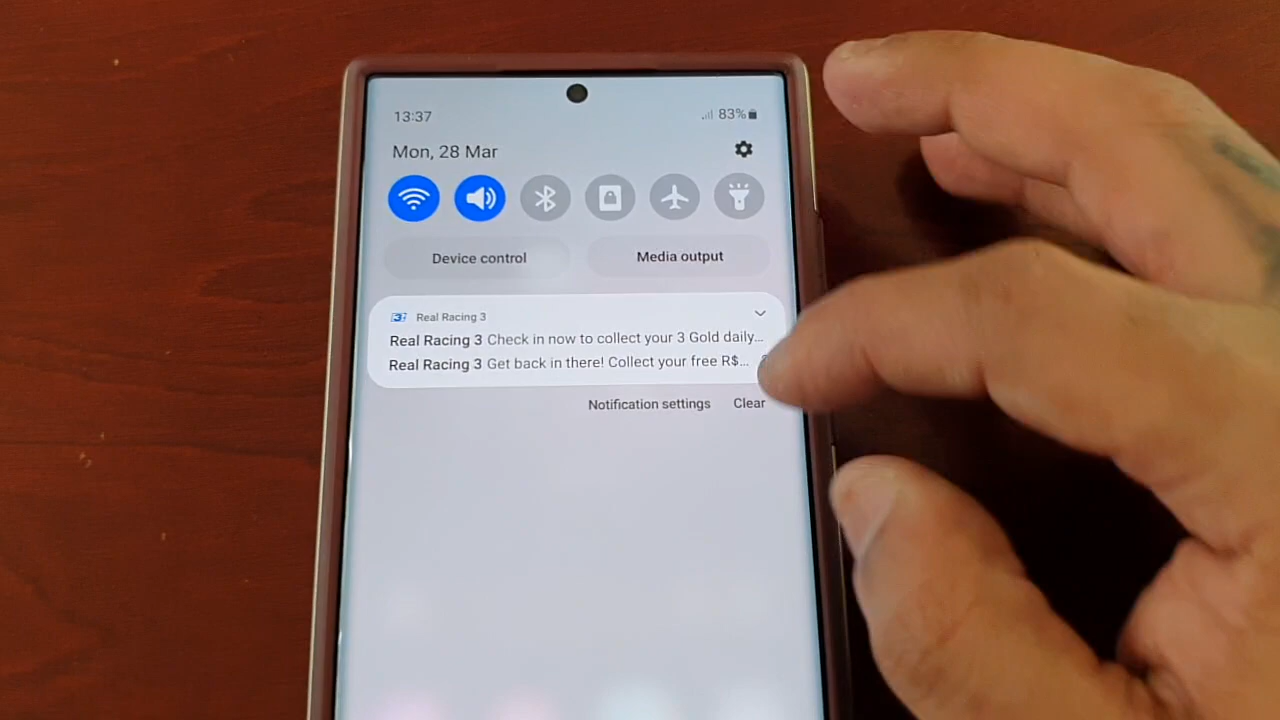 13:37
83%
Mon, 28 Mar
Device control
Media output
Real Racing 3
Real Racing 3 Check in now to collect your 3 Gold daily...
Real Racing 3 Get back in there! Collect your free R$...
Notification settings
Clear